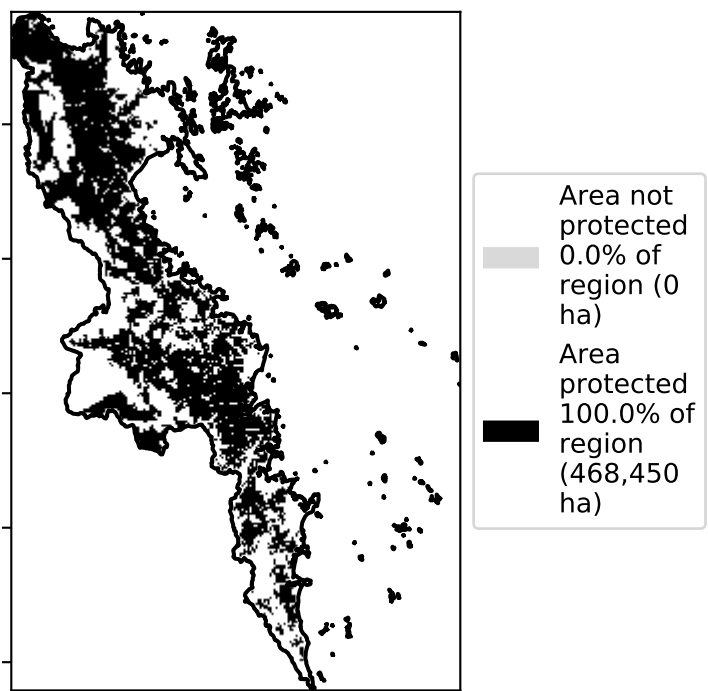 Area not
protected
0.0% of
region (0
ha)
Area
protected
100.0% of
region
(468,450
ha)